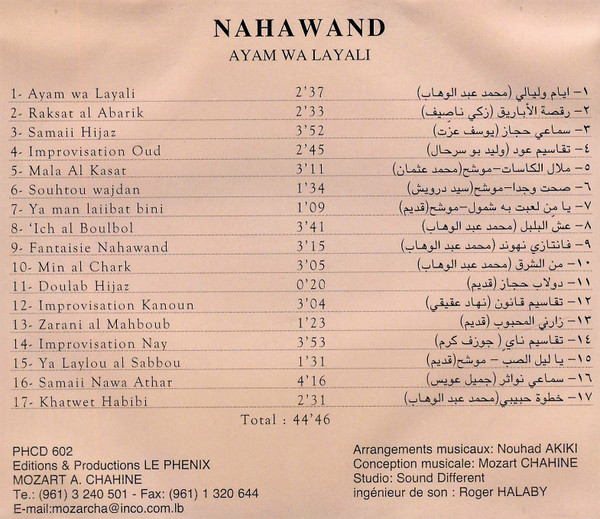 NAHAWAND
AYAM WA LAYALI
1- Ayam wa Layali 2’37 ١- ايام وليالي (محمد عبد الوهاب)
2- Raksat al Abarik 2’33 ٢- رقصة الأباريق (زكي ناصيف)
3- Samaii Hijaz 3’52 ٣- سماعي حجاز (يوسف عزت)
4- Improvisation Oud 2’45 ٤- تقاسيم عود (وليد بو سرحال)
5- Mala Al Kasat 3’11 ٥- ملال الكاسات-موشح(محمد عثمان)
6- Souhtou wajdan 1’34 ٦- صحت وجدا-موشح(سيد درويش)
7- Ya man laiibat bini 1’09 ٧- يا من لعبت به شمول-موشح(قديم)
8- ‘Ich al Boulbol 3’41 ٨- عش البلبل (محمد عبد الوهاب)
9- Fantaisie Nahawand 3’15 ٩- فانتازي نهوند (محمد عبد الوهاب)
10- Min al Chark 3’05 ١٠- من الشرق (محمد عبد الوهاب)
11- Doulab Hijaz 0’20 ١١- دولاب حجاز (قديم)
12- Improvisation Kanoun 3’04 ١٢- تقاسيم قانون (نهاد عقيقي)
13- Zarani al Mahboub 1’23 ١٣- زارني المحبوب (قديم)
14- Improvisation Nay 3’53 ١٤- تقاسيم ناي ( جوزف كرم)
15- Ya Laylou al Sabbou 1’31 ١٥- يا ليل الصب - موشح(قديم)
16- Samaii Nawa Athar 4’16 ١٦- سماعي نواثر (جميل عويس)
17- Khatwet Habibi 2’31 ١٧- خطوة حبيبي(محمد عبد الوهاب)
Total : 44’46
PHCD 602
Editions & Productions LE PHENIX
MOZART A. CHAHINE
Te.: (961) 3 240 501 - Fax: (961) 1 320 644
E-mail:mozarcha@inco.com.lb
Arrangements musicaux: Nouhad AKIKI
Conception musicale: Mozart CHAHINE
Studio: Sound Different
ingénieur de son : Roger HALABY